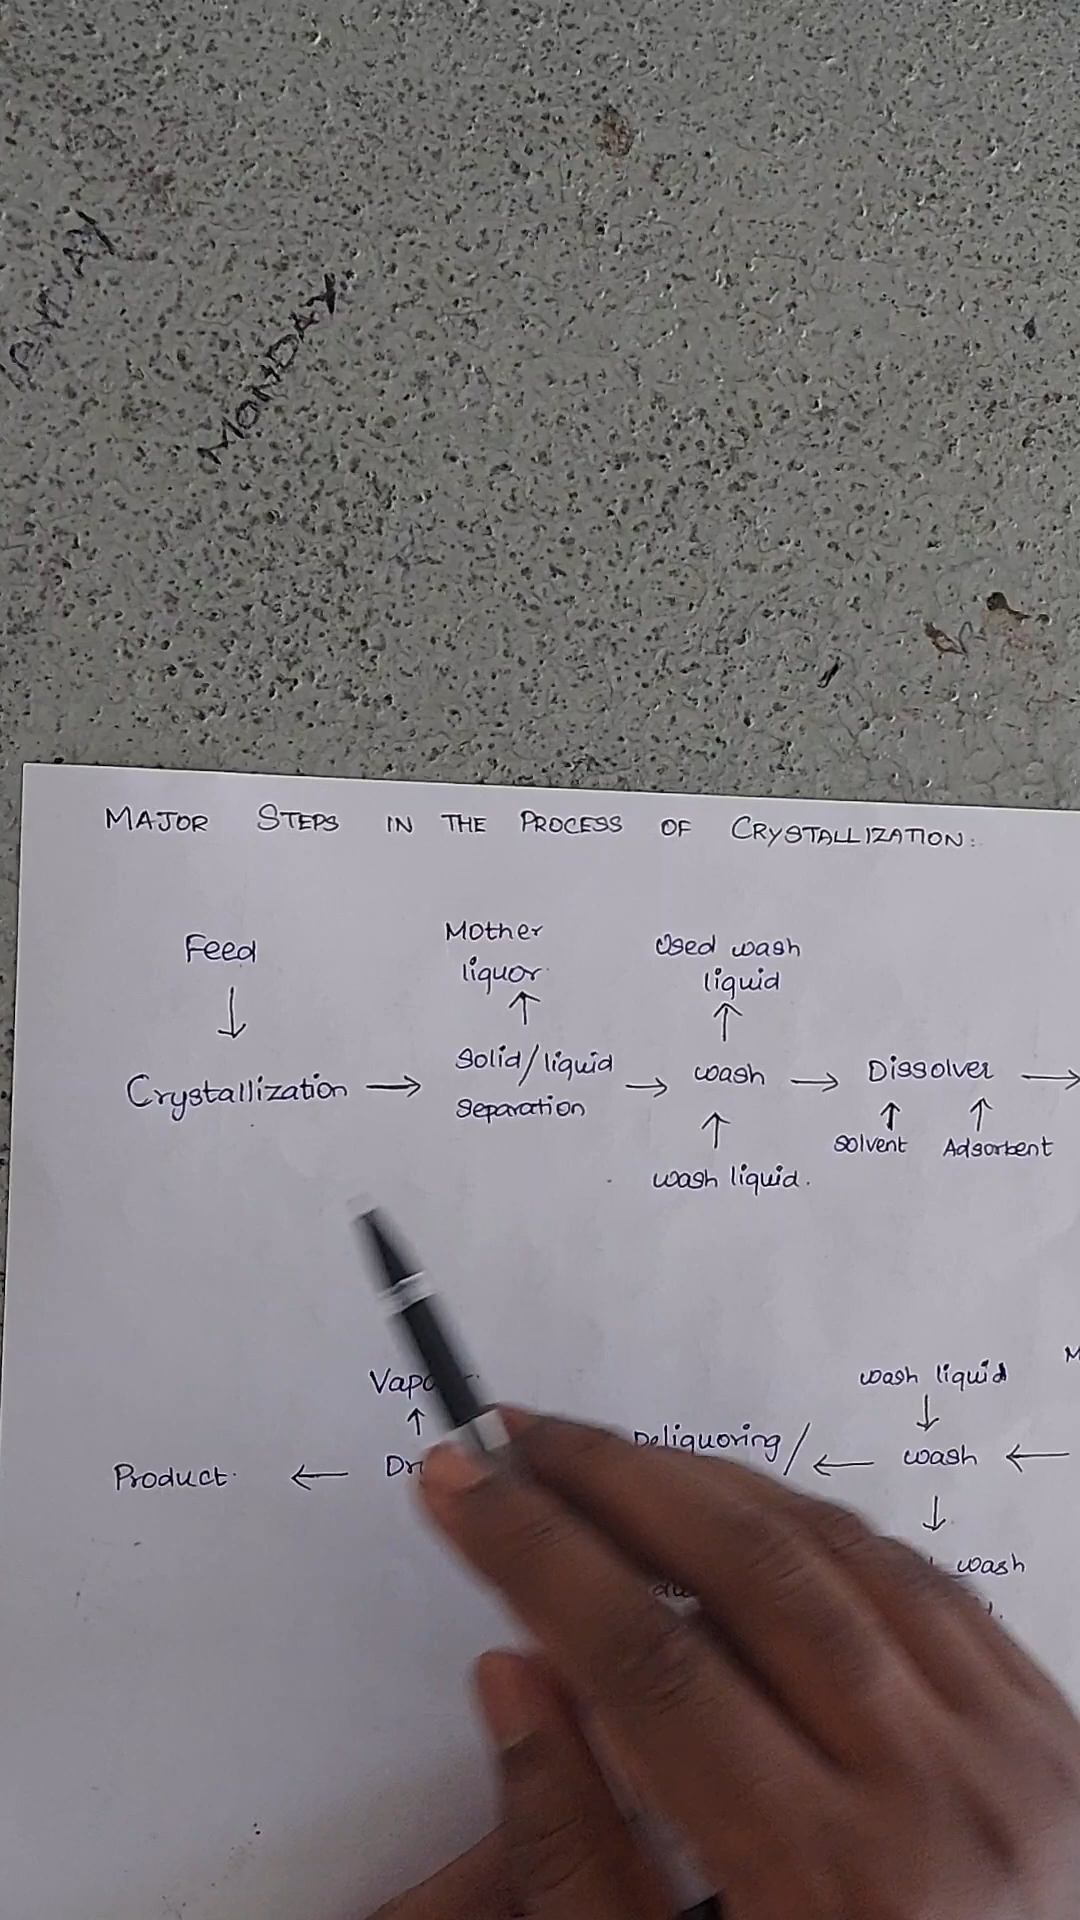 MONDAY
MAJOR STEPS IN THE PROCESS OF CRYSTALLIZATION:
Feed
Mother
liquor
Used wash
liquid
Crystallization → Solid/liquid → wash → Dissolver →
Separation
Solvent Adsorbent
wash liquid.
wash liquid
Product ← Deliquoring/ ← wash ←
wash